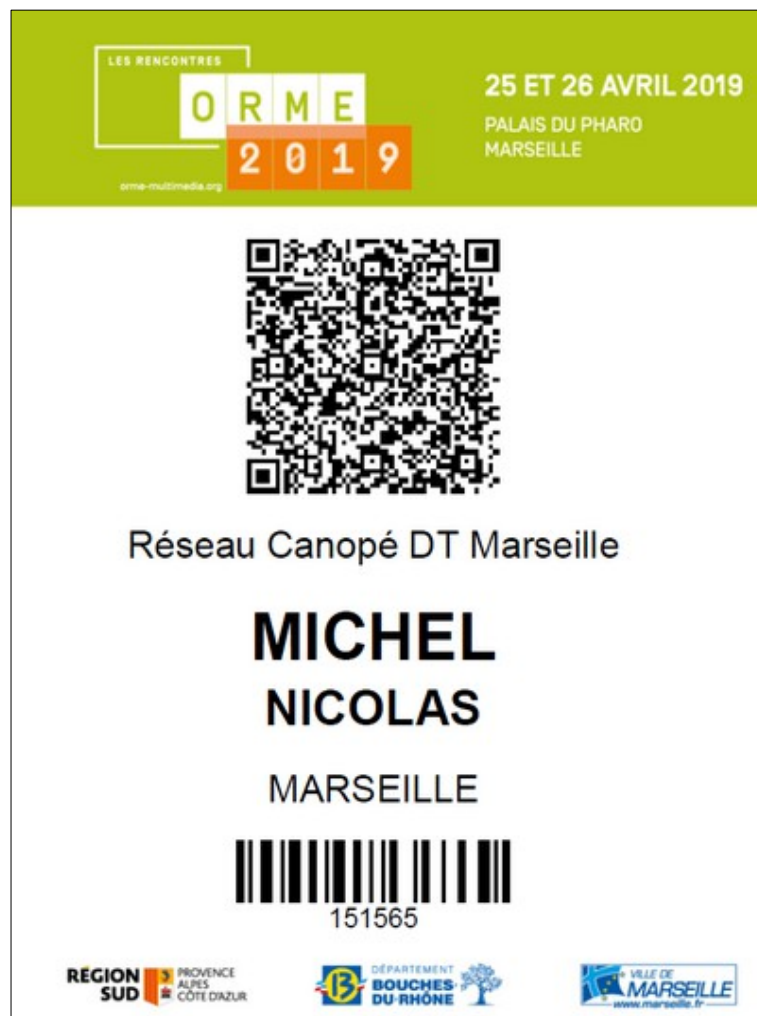 LES RENCONTRES
ORME
2019
orme-multimedia.org
25 ET 26 AVRIL 2019
PALAIS DU PHARO
MARSEILLE
Réseau Canopé DT Marseille
MICHEL
NICOLAS
MARSEILLE
151565
RÉGION
SUD
PROVENCE
ALPES
CÔTE D'AZUR
DÉPARTEMENT
BOUCHES
DU-RHÔNE
VILLE DE
MARSEILLE
www.marseille.fr